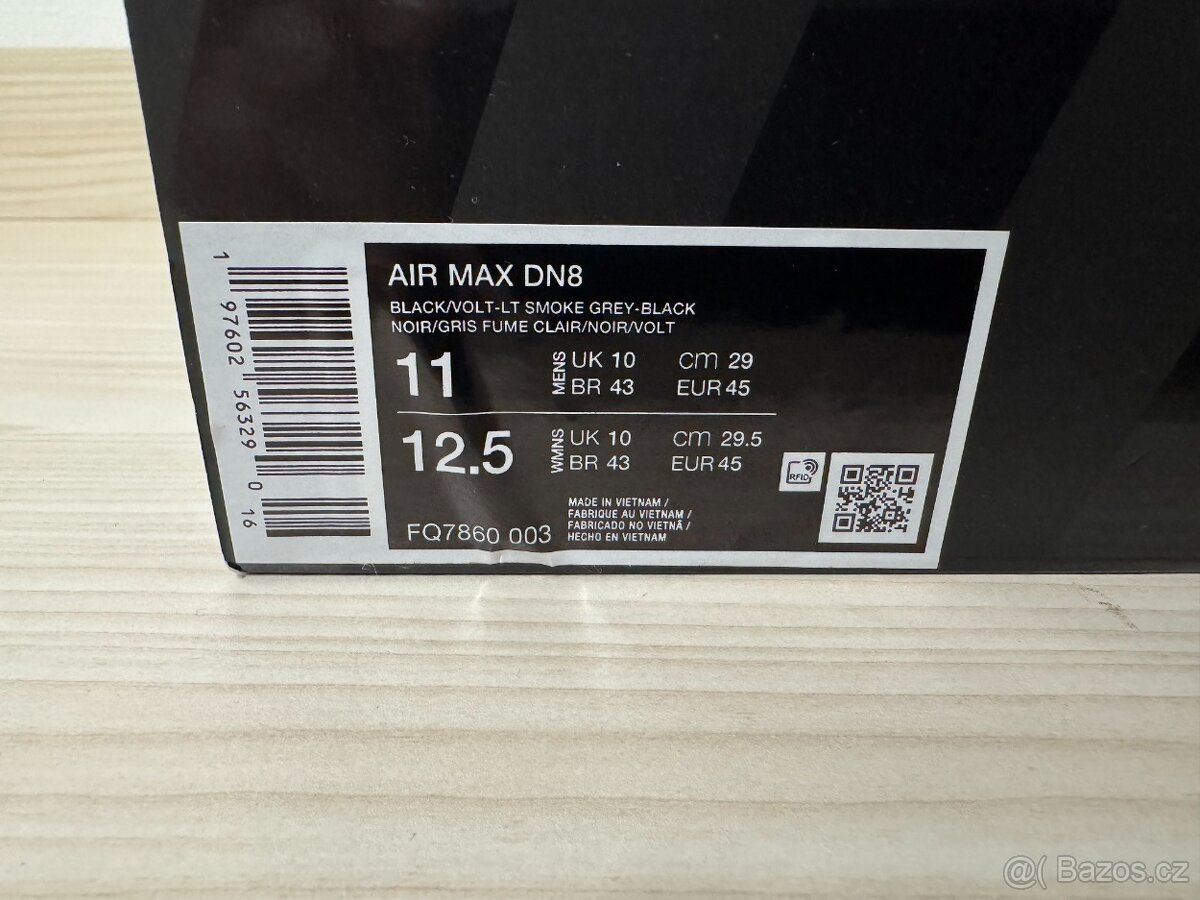 AIR MAX DN8
BLACK/VOLT-LT SMOKE GREY-BLACK
NOIR/GRIS FUME CLAIR/NOIR/VOLT
11 MENS UK 10 cm 29
BR 43 EUR 45
12.5 WMNS UK 10 cm 29.5
BR 43 EUR 45
RFID
MADE IN VIETNAM /
FABRIQUE AU VIETNAM /
FABRICADO NO VIETNÃ /
HECHO EN VIETNAM
FQ7860 003
1 97602 56329 0 16
@( Bazos.cz